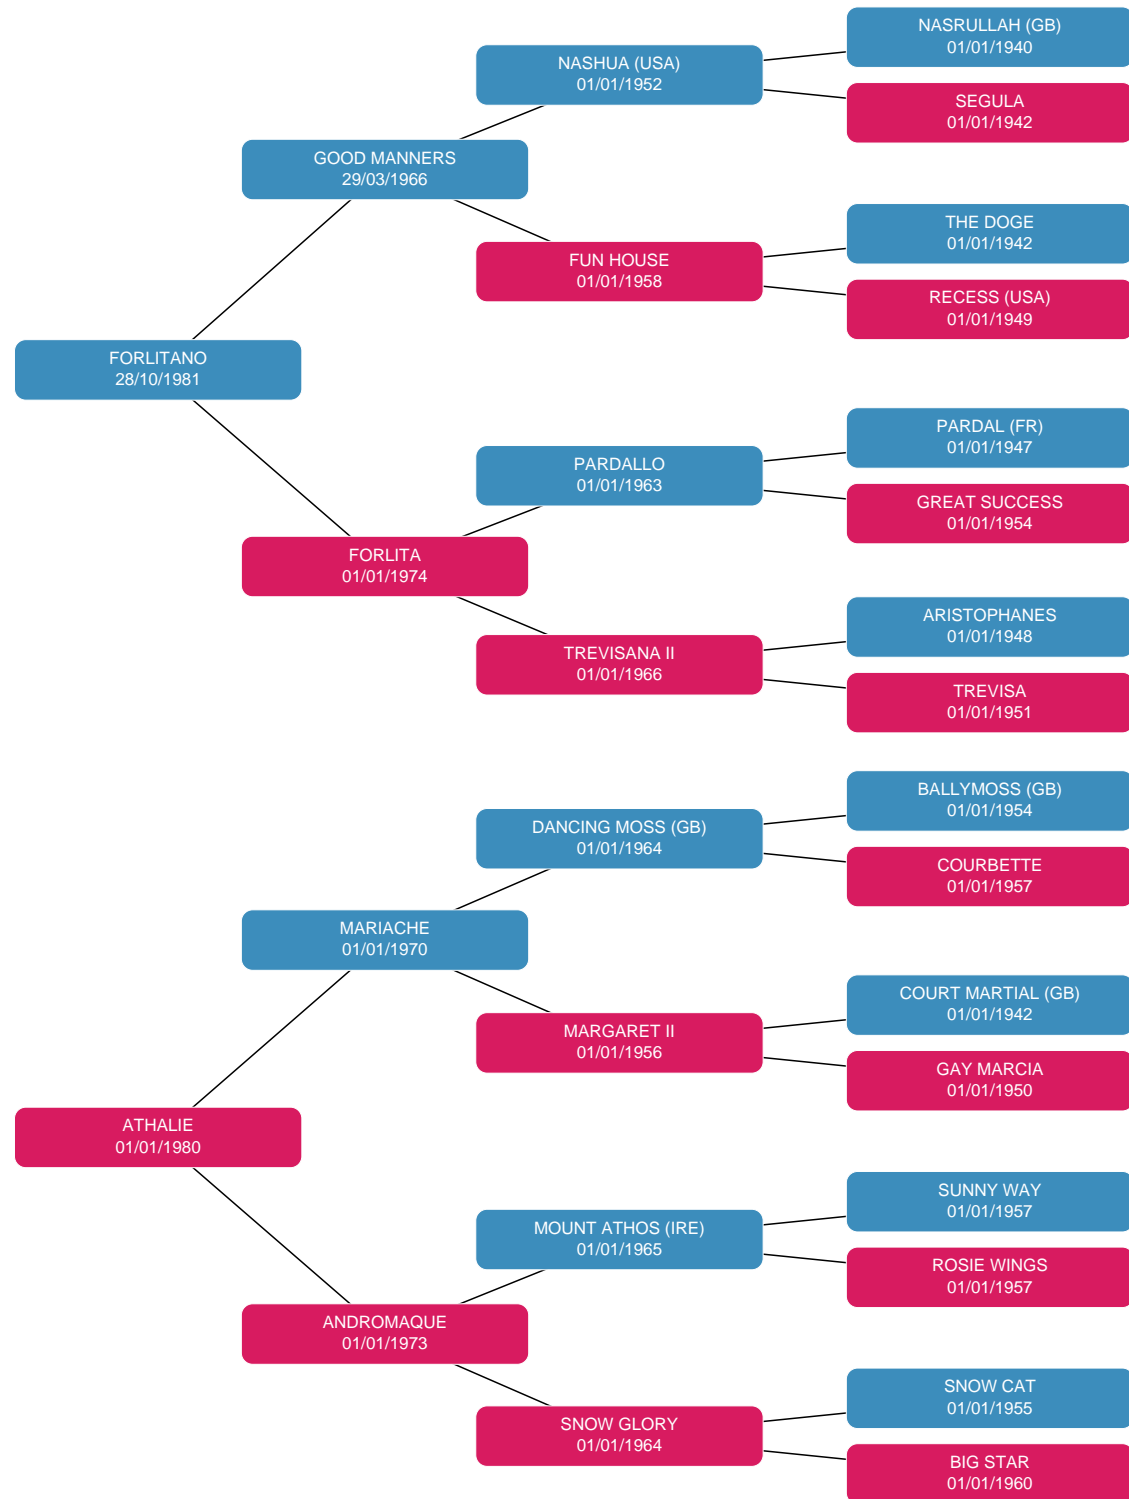 NASRULLAH (GB)
01/01/1940
NASHUA (USA)
01/01/1952
SEGULA
01/01/1942
GOOD MANNERS
29/03/1966
THE DOGE
01/01/1942
FUN HOUSE
01/01/1958
RECESS (USA)
01/01/1949
FORLITANO
28/10/1981
PARDAL (FR)
01/01/1947
PARDALLO
01/01/1963
GREAT SUCCESS
01/01/1954
FORLITA
01/01/1974
ARISTOPHANES
01/01/1948
TREVISANA II
01/01/1966
TREVISA
01/01/1951
BALLYMOSS (GB)
01/01/1954
DANCING MOSS (GB)
01/01/1964
COURBETTE
01/01/1957
MARIACHE
01/01/1970
COURT MARTIAL (GB)
01/01/1942
MARGARET II
01/01/1956
GAY MARCIA
01/01/1950
ATHALIE
01/01/1980
SUNNY WAY
01/01/1957
MOUNT ATHOS (IRE)
01/01/1965
ROSIE WINGS
01/01/1957
ANDROMAQUE
01/01/1973
SNOW CAT
01/01/1955
SNOW GLORY
01/01/1964
BIG STAR
01/01/1960